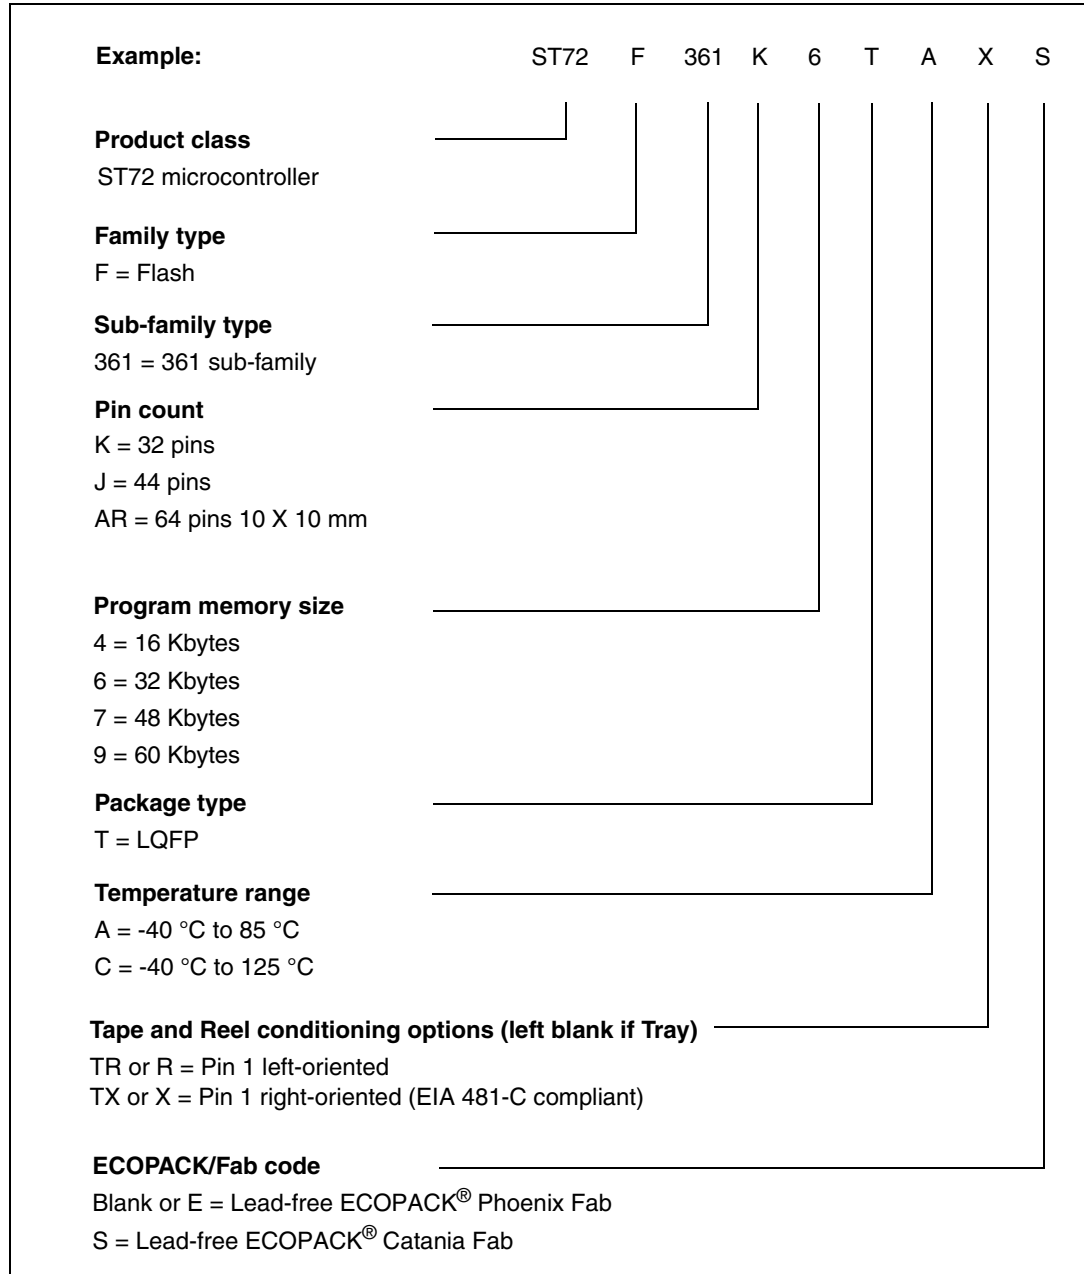 Example: ST72 F 361 K 6 T A X S
Product class
ST72 microcontroller
Family type
F = Flash
Sub-family type
361 = 361 sub-family
Pin count
K = 32 pins
J = 44 pins
AR = 64 pins 10 X 10 mm
Program memory size
4 = 16 Kbytes
6 = 32 Kbytes
7 = 48 Kbytes
9 = 60 Kbytes
Package type
T = LQFP
Temperature range
A = -40 °C to 85 °C
C = -40 °C to 125 °C
Tape and Reel conditioning options (left blank if Tray)
TR or R = Pin 1 left-oriented
TX or X = Pin 1 right-oriented (EIA 481-C compliant)
ECOPACK/Fab code
Blank or E = Lead-free ECOPACK® Phoenix Fab
S = Lead-free ECOPACK® Catania Fab